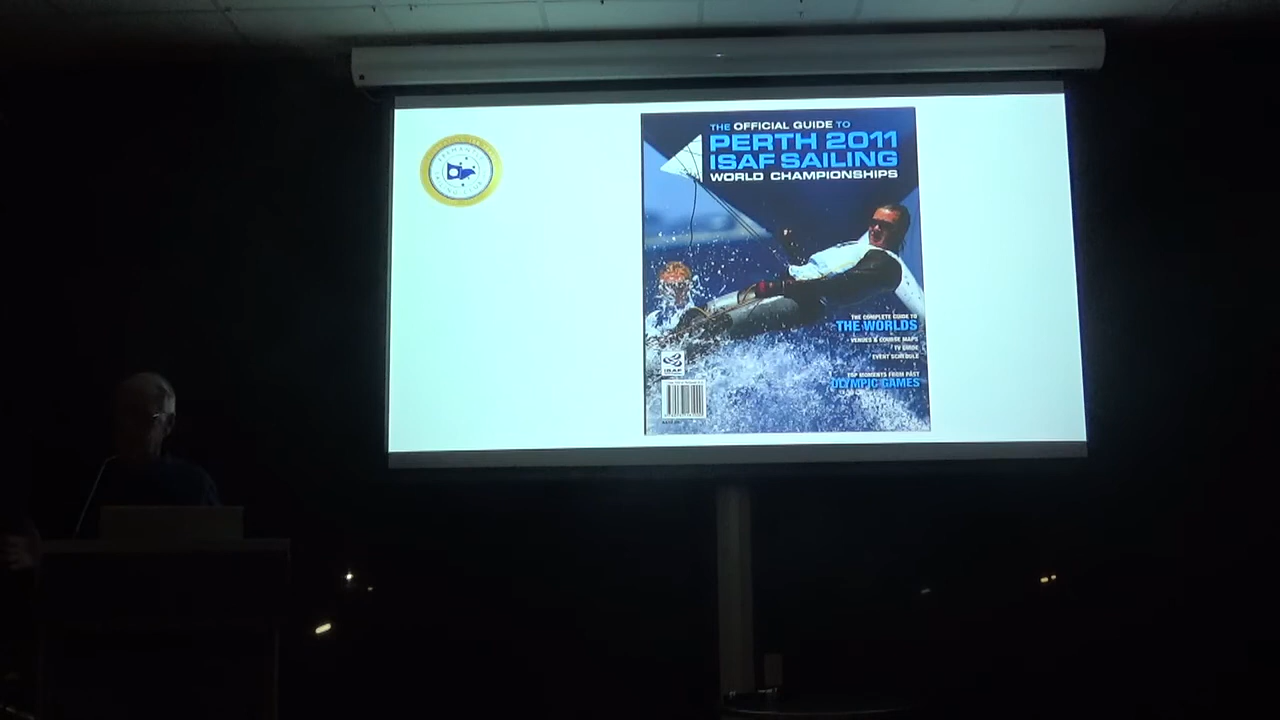 THE OFFICIAL GUIDE TO
PERTH 2011
ISAF SAILING
WORLD CHAMPIONSHIPS
THE COMPLETE GUIDE TO
THE WORLDS
VENUES & COURSE MAPS
TV GUIDE
EVENT SCHEDULE
TOP MOMENTS FROM PAST
OLYMPIC GAMES
ISAF